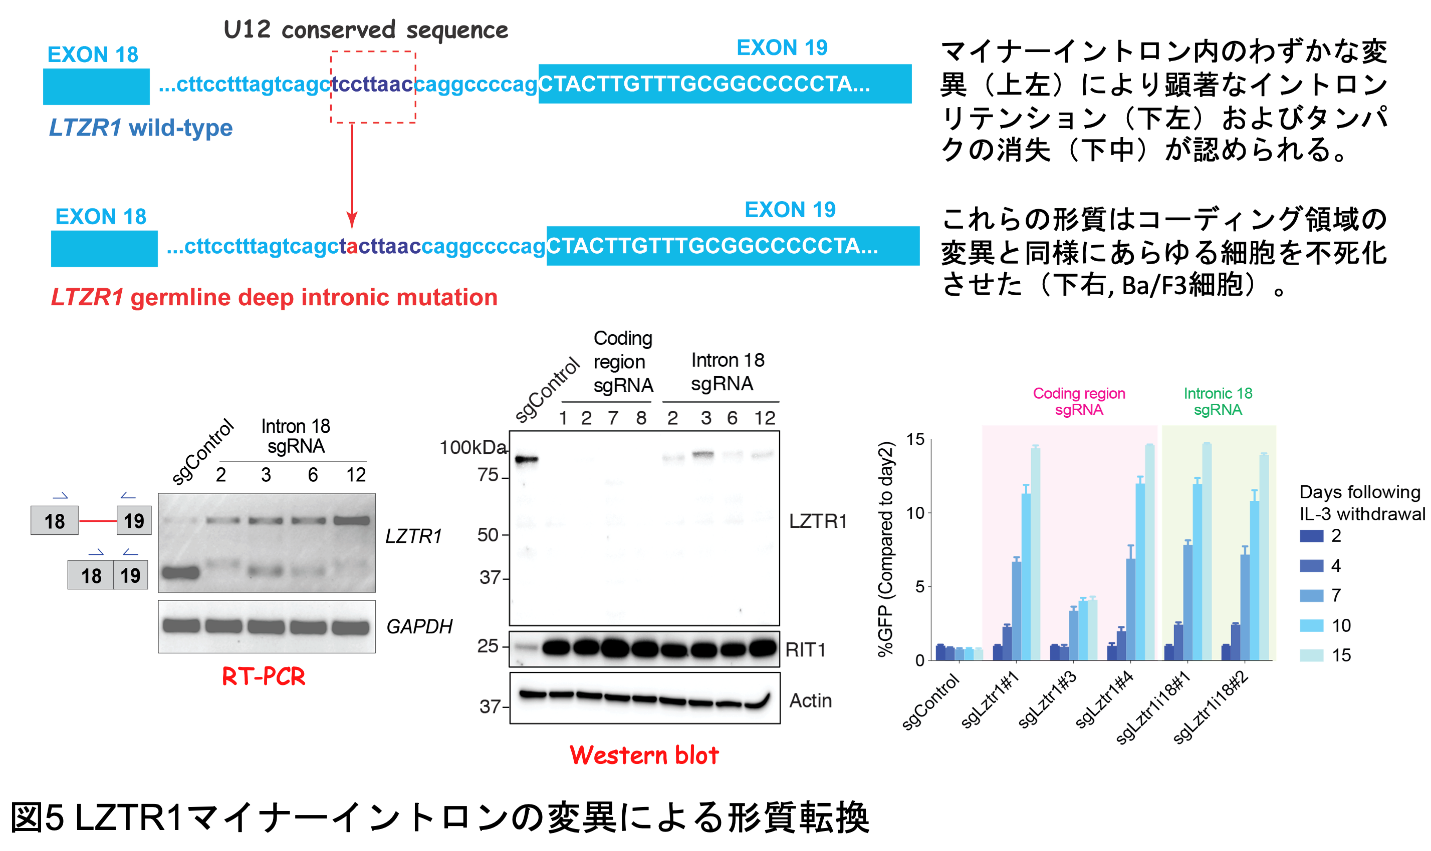 U12 conserved sequence
EXON 18
EXON 19
...cttcctttagtcagctccttaaccaggccccagCTACTTGTTTGCGGCCCCCTA...
LTZR1 wild-type
EXON 18
EXON 19
...cttcctttagtcagctacttaaccaggccccagCTACTTGTTTGCGGCCCCCTA...
LTZR1 germline deep intronic mutation
マイナーイントロン内のわずかな変
異（上左）により顕著なイントロン
リテンション（下左）およびタンパ
クの消失（下中）が認められる。
これらの形質はコーディング領域の
変異と同様にあらゆる細胞を不死化
させた（下右, Ba/F3細胞）。
sgControl
Intron 18
sgRNA
2 3 6 12
18 19
18 19
LZTR1
GAPDH
RT-PCR
sgControl
Coding
region
sgRNA
Intron 18
sgRNA
1 2 7 8 2 3 6 12
100kDa
75
50
37
25
37
LZTR1
RIT1
Actin
Western blot
Coding region
sgRNA
Intronic 18
sgRNA
%GFP (Compared to day2)
15
10
5
0
sgControl
sgLztr1#1
sgLztr1#3
sgLztr1#4
sgLztr1i18#1
sgLztr1i18#2
Days following
IL-3 withdrawal
2
4
7
10
15
図5 LZTR1マイナーイントロンの変異による形質転換